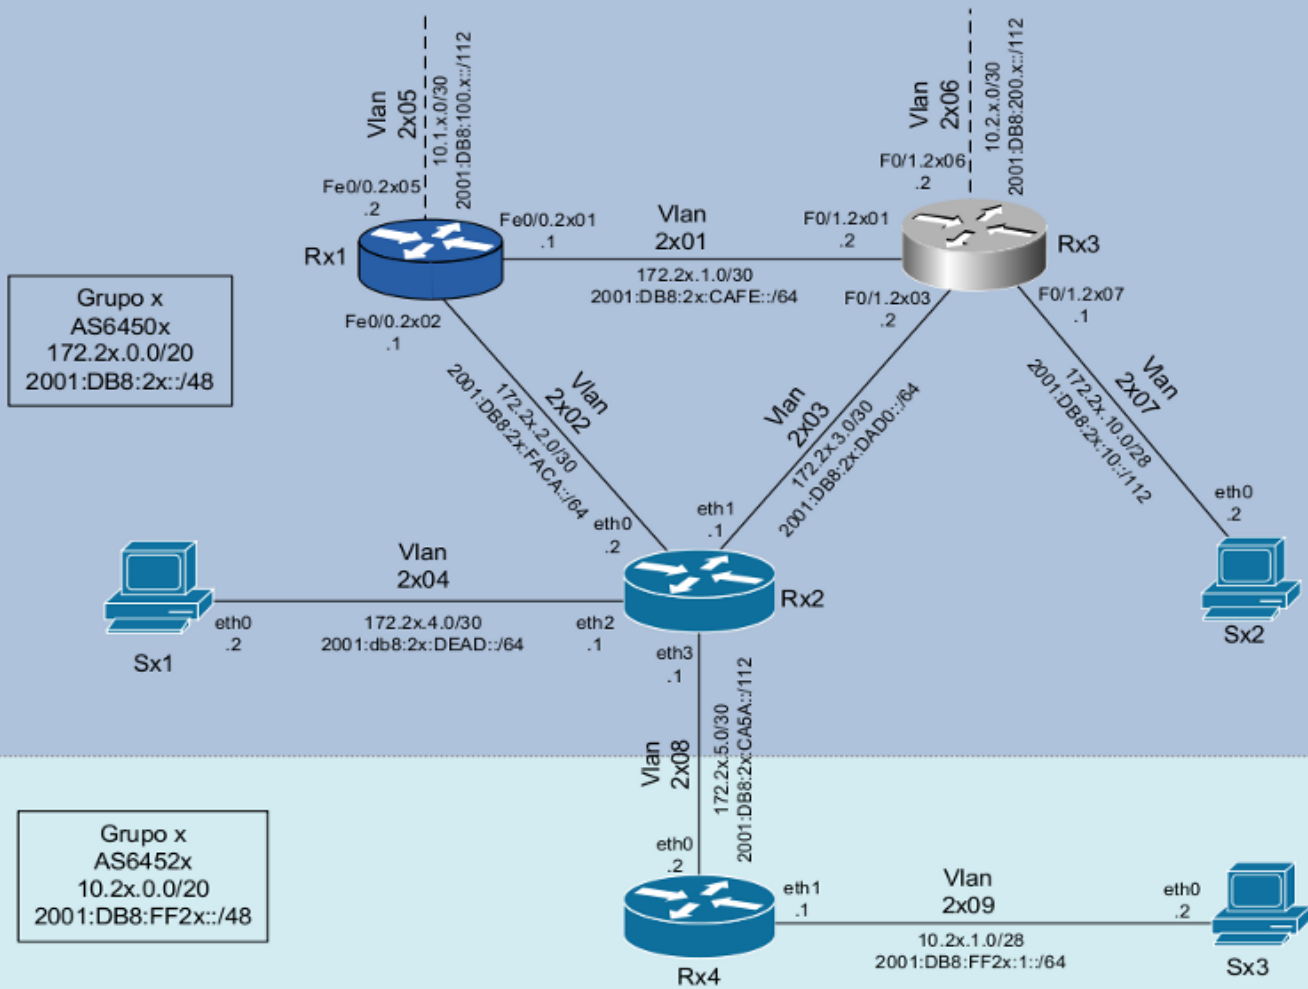 Vlan
2x05
10.1.x.0/30
2001:DB8:100.x::/112
Vlan
2x06
10.2.x.0/30
2001:DB8:200.x::/112
Fe0/0.2x05
.2
F0/1.2x06
.2
Fe0/0.2x01
.1
Vlan
2x01
F0/1.2x01
.2
Rx1
Rx3
172.2x.1.0/30
2001:DB8:2x:CAFE::/64
Grupo x
AS6450x
172.2x.0.0/20
2001:DB8:2x::/48
Fe0/0.2x02
.1
F0/1.2x03
.2
F0/1.2x07
.1
Vlan
2x02
172.2x.2.0/30
2001:DB8:2x:FACA::/64
Vlan
2x03
172.2x.3.0/30
2001:DB8:2x:DAD0::/64
Vlan
2x07
172.2x.10.0/28
2001:DB8:2x:10::/112
eth0
.2
eth1
.1
eth0
.2
Vlan
2x04
172.2x.4.0/30
2001:db8:2x:DEAD::/64
eth0
.2
eth2
.1
Sx1
Rx2
Sx2
eth3
.1
Vlan
2x08
172.2x.5.0/30
2001:DB8:2x:CA5A::/112
Grupo x
AS6452x
10.2x.0.0/20
2001:DB8:FF2x::/48
eth0
.2
eth1
.1
Vlan
2x09
eth0
.2
10.2x.1.0/28
2001:DB8:FF2x:1::/64
Rx4
Sx3